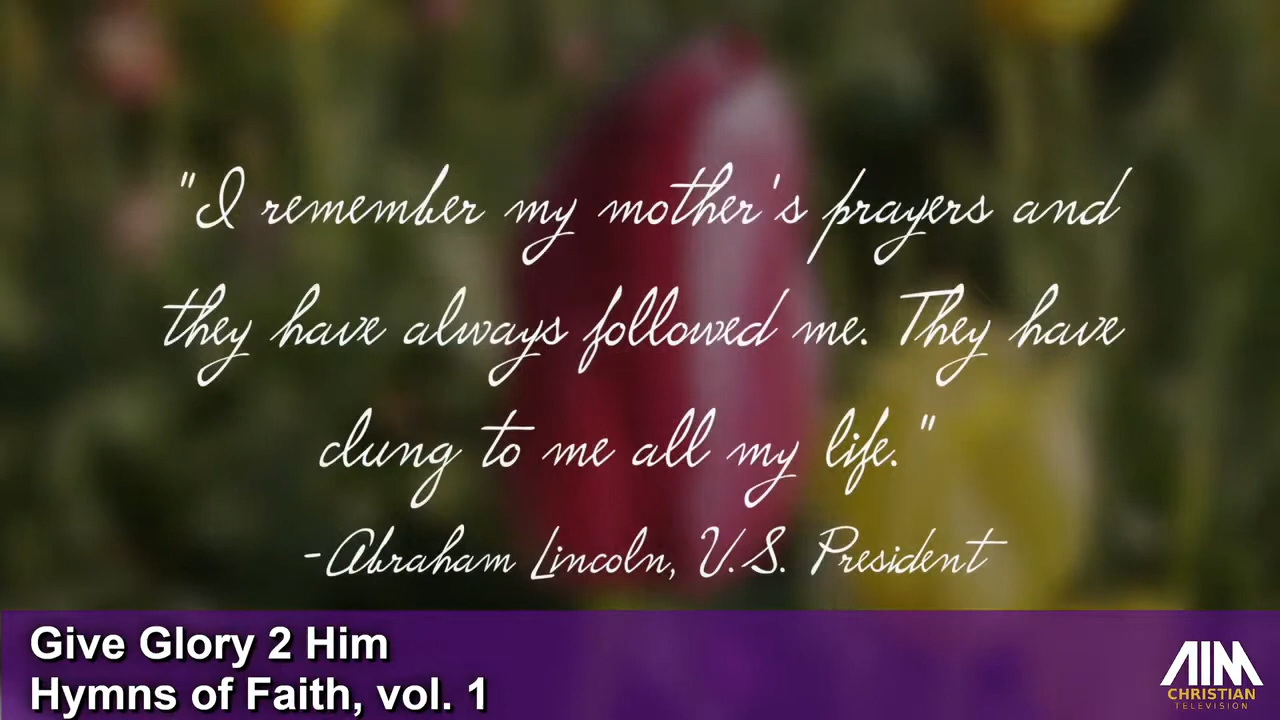 "I remember my mother's prayers and
they have always followed me. They have
clung to me all my life."
-Abraham Lincoln, U.S. President
Give Glory 2 Him
Hymns of Faith, vol. 1
AIM
CHRISTIAN
TELEVISION